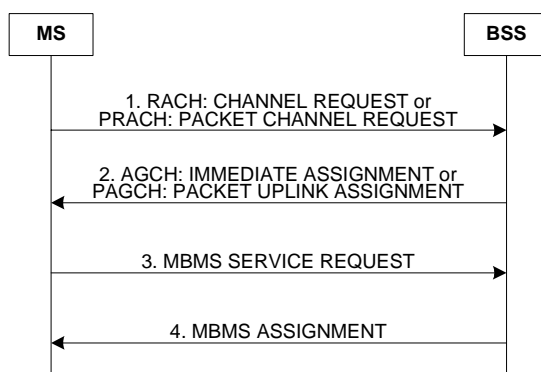 MS
BSS
1. RACH: CHANNEL REQUEST or
PRACH: PACKET CHANNEL REQUEST
2. AGCH: IMMEDIATE ASSIGNMENT or
PAGCH: PACKET UPLINK ASSIGNMENT
3. MBMS SERVICE REQUEST
4. MBMS ASSIGNMENT